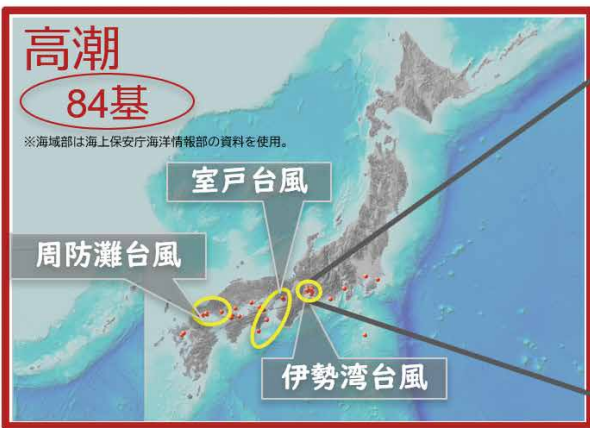 高潮
84基
※海域部は海上保安庁海洋情報部の資料を使用。
室戸台風
周防灘台風
伊勢湾台風